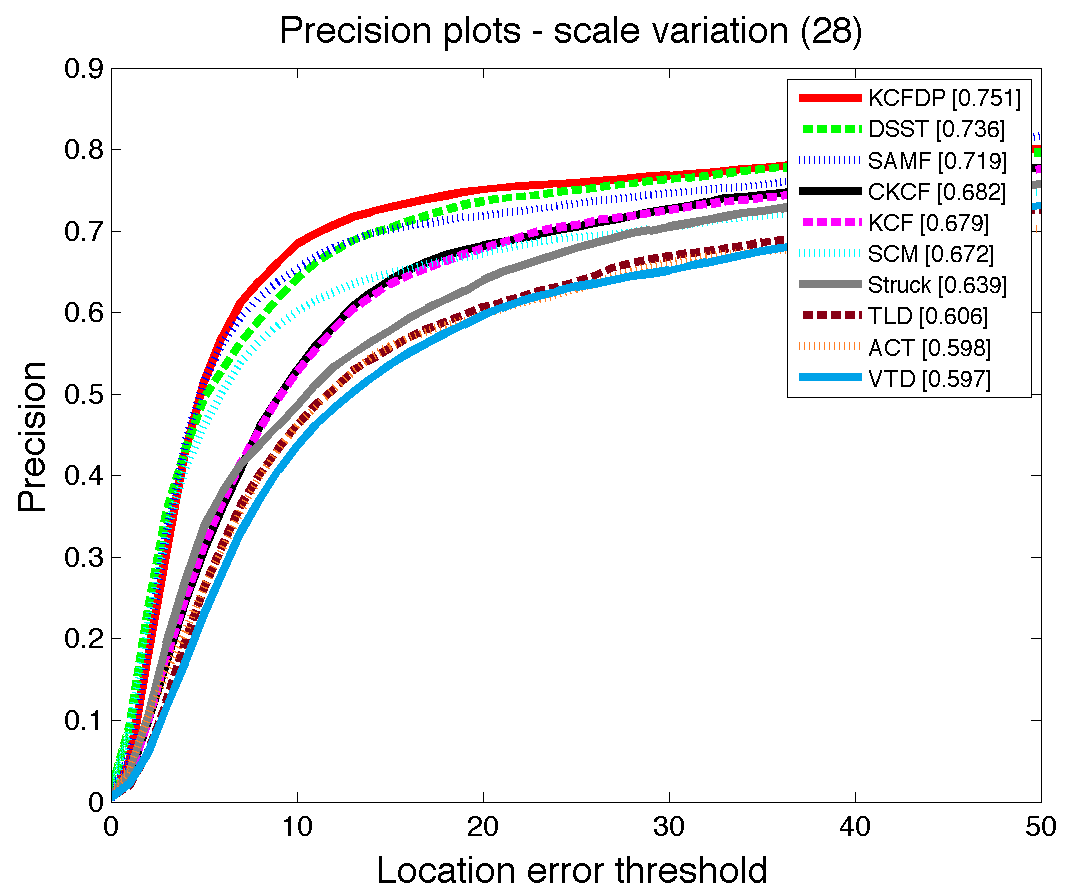 Precision plots - scale variation (28)
0.9
0.8
0.7
0.6
0.5
0.4
0.3
0.2
0.1
0
Precision
KCFDP [0.751]
DSST [0.736]
SAMF [0.719]
CKCF [0.682]
KCF [0.679]
SCM [0.672]
Struck [0.639]
TLD [0.606]
ACT [0.598]
VTD [0.597]
0 10 20 30 40 50
Location error threshold